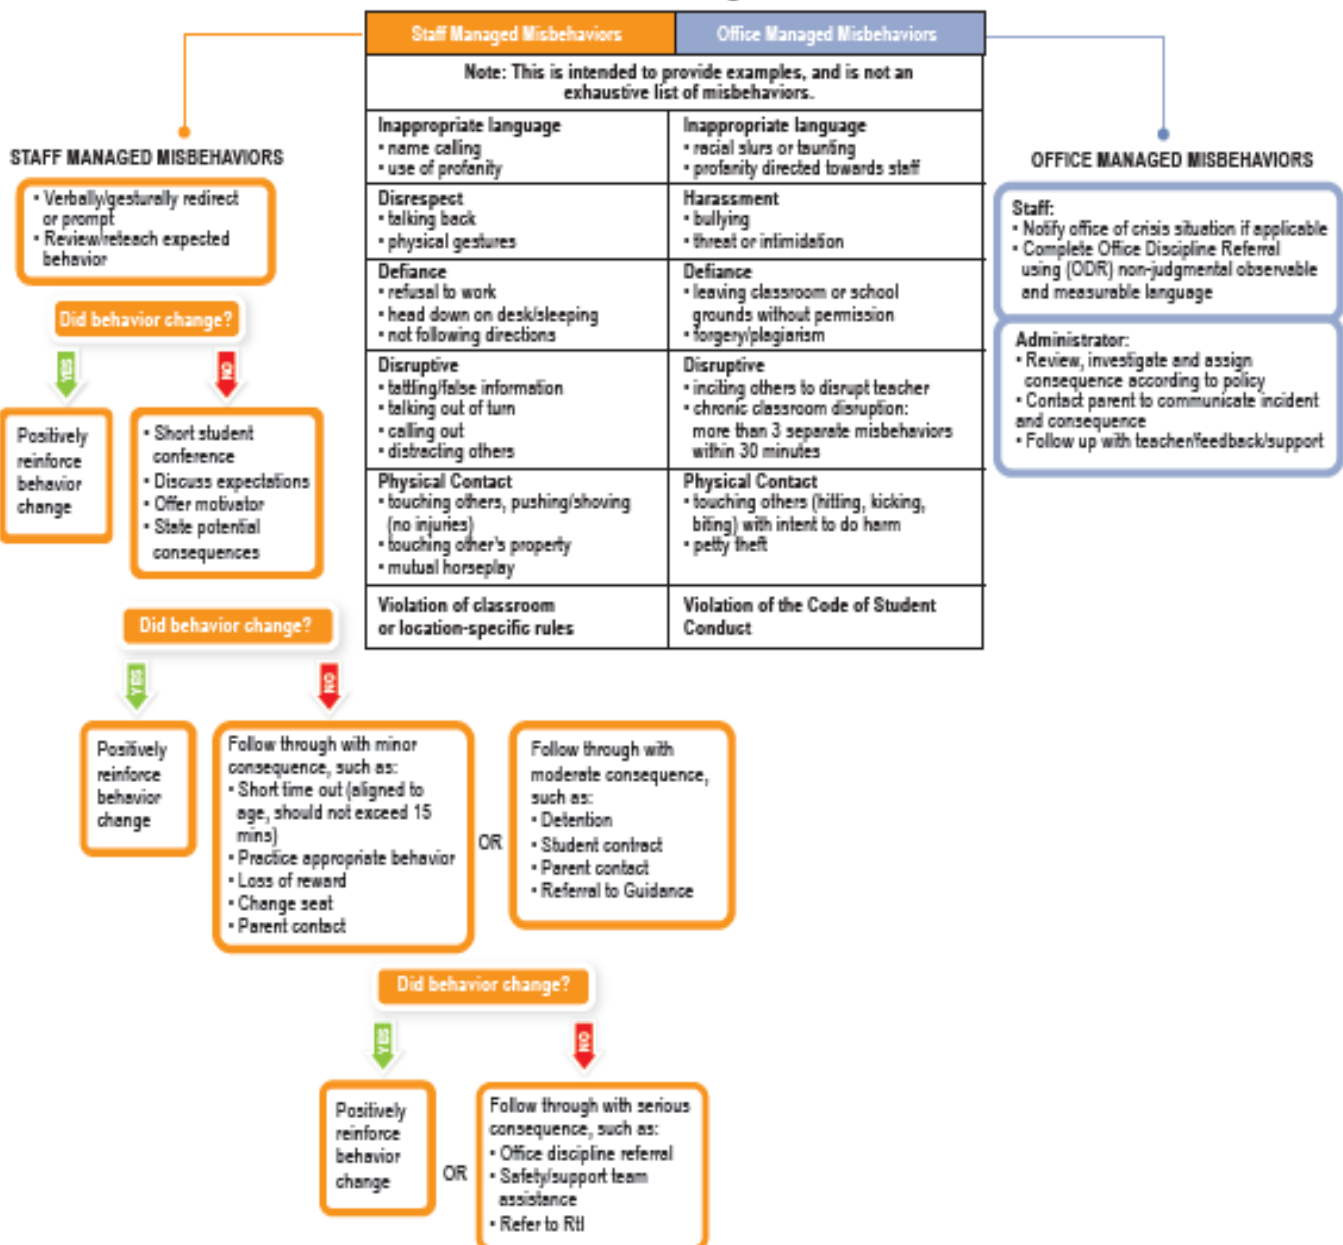 Staff Managed Misbehaviors
Office Managed Misbehaviors
Note: This is intended to provide examples, and is not an
exhaustive list of misbehaviors.
Inappropriate language
• name calling
• use of profanity
Inappropriate language
• racial slurs or taunting
• profanity directed towards staff
Disrespect
• talking back
• physical gestures
Harassment
• bullying
• threat or intimidation
Defiance
• refusal to work
• head down on desk/sleeping
• not following directions
Defiance
• leaving classroom or school
grounds without permission
• forgery/plagiarism
Disruptive
• tattling/false information
• talking out of turn
• calling out
• distracting others
Disruptive
• inciting others to disrupt teacher
• chronic classroom disruption:
more than 3 separate misbehaviors
within 30 minutes
Physical Contact
• touching others, pushing/shoving
(no injuries)
• touching other's property
• mutual horseplay
Physical Contact
• touching others (hitting, kicking,
biting) with intent to do harm
• petty theft
Violation of classroom
or location-specific rules
Violation of the Code of Student
Conduct
STAFF MANAGED MISBEHAVIORS
• Verbally/gesturally redirect
or prompt
• Review/reteach expected
behavior
Did behavior change?
YES
NO
Positively
reinforce
behavior
change
• Short student
conference
• Discuss expectations
• Offer motivator
• State potential
consequences
Did behavior change?
YES
NO
Positively
reinforce
behavior
change
Follow through with minor
consequence, such as:
• Short time out (aligned to
age, should not exceed 15
mins)
• Practice appropriate behavior
• Loss of reward
• Change seat
• Parent contact
OR
Follow through with
moderate consequence,
such as:
• Detention
• Student contract
• Parent contact
• Referral to Guidance
Did behavior change?
YES
NO
Positively
reinforce
behavior
change
OR
Follow through with serious
consequence, such as:
• Office discipline referral
• Safety/support team
assistance
• Refer to RtI
OFFICE MANAGED MISBEHAVIORS
Staff:
• Notify office of crisis situation if applicable
• Complete Office Discipline Referral
using (ODR) non-judgmental observable
and measurable language
Administrator:
• Review, investigate and assign
consequence according to policy
• Contact parent to communicate incident
and consequence
• Follow up with teacher/feedback/support